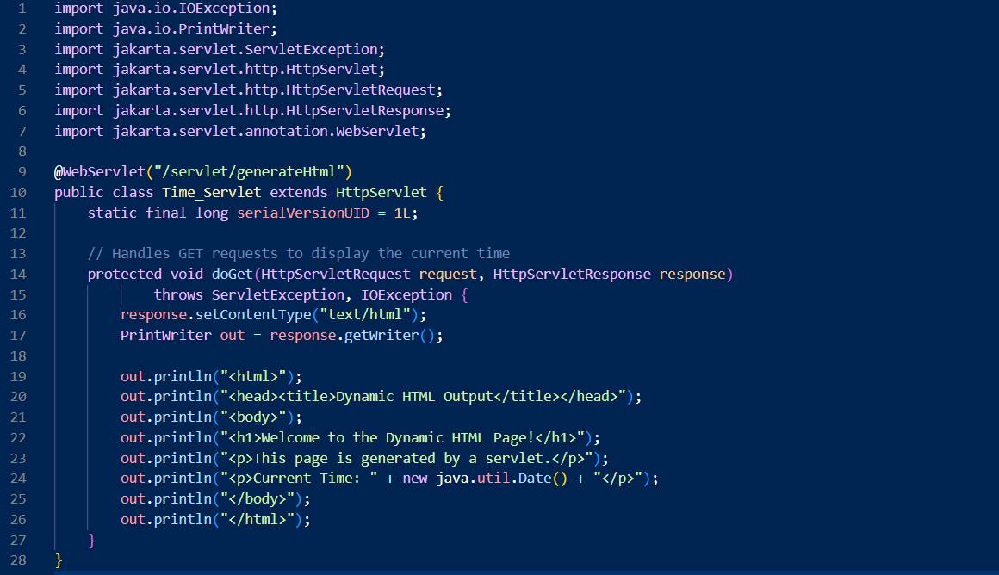 1 import java.io.IOException;
2 import java.io.PrintWriter;
3 import jakarta.servlet.ServletException;
4 import jakarta.servlet.http.HttpServlet;
5 import jakarta.servlet.http.HttpServletRequest;
6 import jakarta.servlet.http.HttpServletResponse;
7 import jakarta.servlet.annotation.WebServlet;
8
9 @WebServlet("/servlet/generateHtml")
10 public class Time_Servlet extends HttpServlet {
11     static final long serialVersionUID = 1L;
12
13     // Handles GET requests to display the current time
14     protected void doGet(HttpServletRequest request, HttpServletResponse response)
15             throws ServletException, IOException {
16         response.setContentType("text/html");
17         PrintWriter out = response.getWriter();
18
19         out.println("<html>");
20         out.println("<head><title>Dynamic HTML Output</title></head>");
21         out.println("<body>");
22         out.println("<h1>Welcome to the Dynamic HTML Page!</h1>");
23         out.println("<p>This page is generated by a servlet.</p>");
24         out.println("<p>Current Time: " + new java.util.Date() + "</p>");
25         out.println("</body>");
26         out.println("</html>");
27     }
28 }